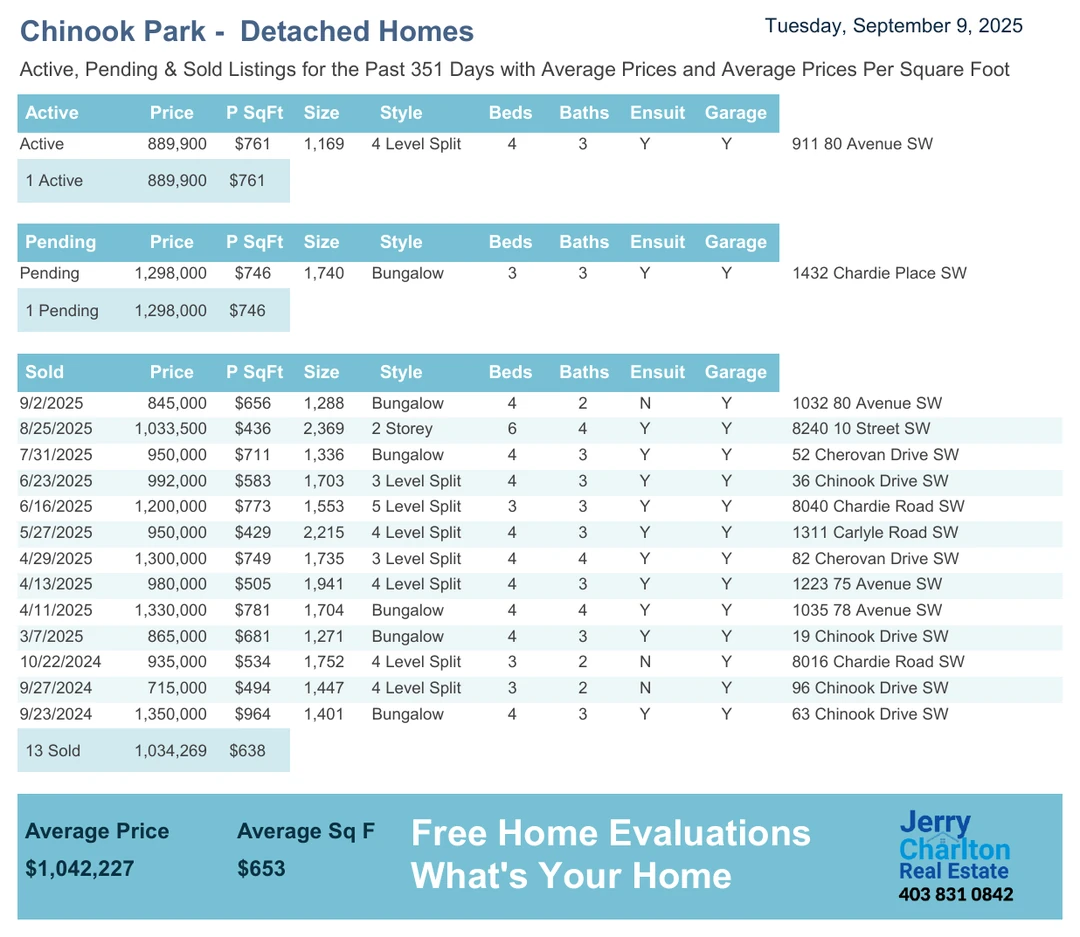 Chinook Park - Detached Homes
Tuesday, September 9, 2025
Active, Pending & Sold Listings for the Past 351 Days with Average Prices and Average Prices Per Square Foot
Active Price P SqFt Size Style Beds Baths Ensuit Garage
Active 889,900 $761 1,169 4 Level Split 4 3 Y Y 911 80 Avenue SW
1 Active 889,900 $761
Pending Price P SqFt Size Style Beds Baths Ensuit Garage
Pending 1,298,000 $746 1,740 Bungalow 3 3 Y Y 1432 Chardie Place SW
1 Pending 1,298,000 $746
Sold Price P SqFt Size Style Beds Baths Ensuit Garage
9/2/2025 845,000 $656 1,288 Bungalow 4 2 N Y 1032 80 Avenue SW
8/25/2025 1,033,500 $436 2,369 2 Storey 6 4 Y Y 8240 10 Street SW
7/31/2025 950,000 $711 1,336 Bungalow 4 3 Y Y 52 Cherovan Drive SW
6/23/2025 992,000 $583 1,703 3 Level Split 4 3 Y Y 36 Chinook Drive SW
6/16/2025 1,200,000 $773 1,553 5 Level Split 3 3 Y Y 8040 Chardie Road SW
5/27/2025 950,000 $429 2,215 4 Level Split 4 3 Y Y 1311 Carlyle Road SW
4/29/2025 1,300,000 $749 1,735 3 Level Split 4 4 Y Y 82 Cherovan Drive SW
4/13/2025 980,000 $505 1,941 4 Level Split 4 3 Y Y 1223 75 Avenue SW
4/11/2025 1,330,000 $781 1,704 Bungalow 4 4 Y Y 1035 78 Avenue SW
3/7/2025 865,000 $681 1,271 Bungalow 4 3 Y Y 19 Chinook Drive SW
10/22/2024 935,000 $534 1,752 4 Level Split 3 2 N Y 8016 Chardie Road SW
9/27/2024 715,000 $494 1,447 4 Level Split 3 2 N Y 96 Chinook Drive SW
9/23/2024 1,350,000 $964 1,401 Bungalow 4 3 Y Y 63 Chinook Drive SW
13 Sold 1,034,269 $638
Average Price Average Sq F
$1,042,227 $653
Free Home Evaluations
What's Your Home
Jerry
Charlton
Real Estate
403 831 0842